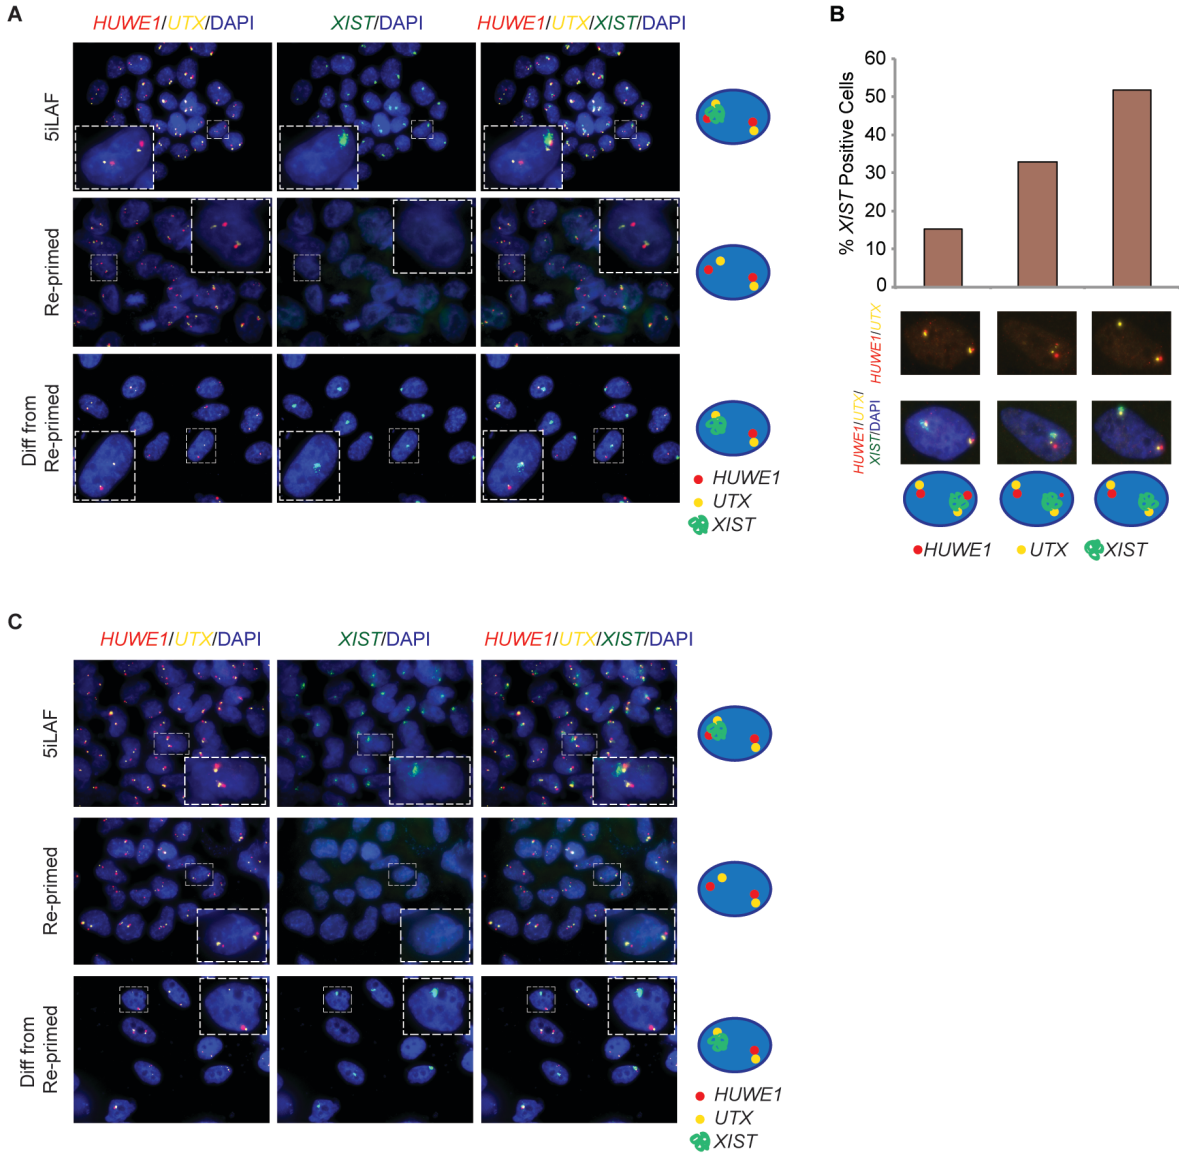 A
HUWE1/UTX/DAPI
XIST/DAPI
HUWE1/UTX/XIST/DAPI
5iLAF
Re-primed
Diff from
Re-primed
HUWE1
UTX
XIST
B
% XIST Positive Cells
60
50
40
30
20
10
0
HUWE1/UTX
HUWE1/UTX/
XIST/DAPI
HUWE1
UTX
XIST
C
HUWE1/UTX/DAPI
XIST/DAPI
HUWE1/UTX/XIST/DAPI
5iLAF
Re-primed
Diff from
Re-primed
HUWE1
UTX
XIST